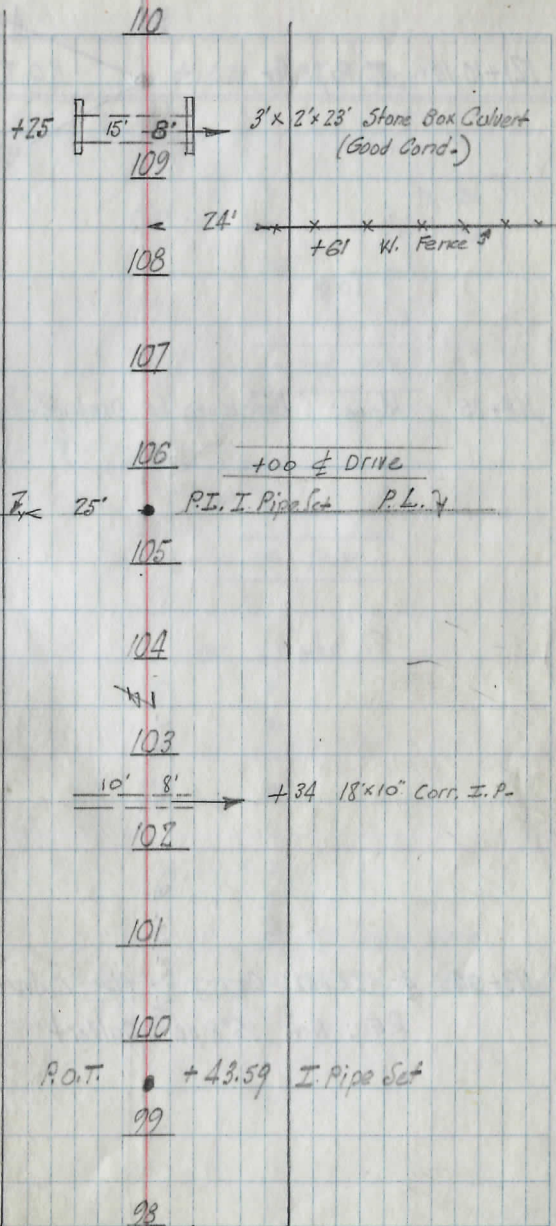 110
+25 15' 8' 3' x 2' x 23' Stone Box Culvert
(Good Cond.)
109
24'
+61 W. Fence
108
107
106
+00 ℄ Drive
25' P.I. I. Pipe Set P.L.
105
104
103
10' 8' +34 18'x10" Corr. I.P.
102
101
100
P.O.T. +43.59 I. Pipe Set
99
98